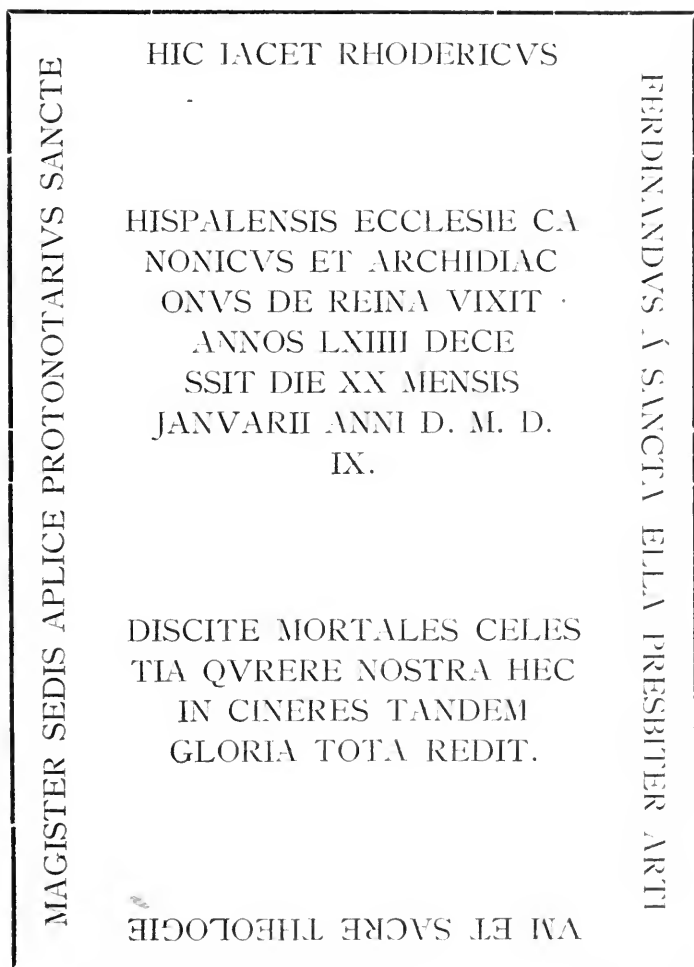 HIC IACET RHODERICVS
FERDINANDVS Á SANCTA ELLA PRESBITER ARTI
VM ET SACRE THEOLOGIE
MAGISTER SEDIS APLICE PROTONOTARIVS SANCTE
HISPALENSIS ECCLESIE CA
NONICVS ET ARCHIDIAC
ONVS DE REINA VIXIT
ANNOS LXIIII DECE
SSIT DIE XX MENSIS
JANVARII ANNI D. M. D.
IX.
DISCITE MORTALES CELES
TIA QVRERE NOSTRA HEC
IN CINERES TANDEM
GLORIA TOTA REDIT.